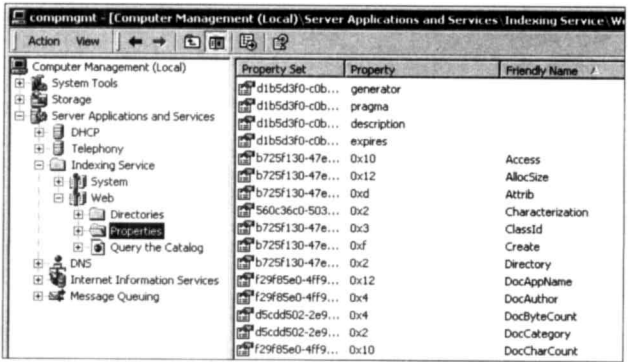 compmgmt - [Computer Management (Local)\Server Applications and Services\Indexing Service\We
Action View
Computer Management (Local)
System Tools
Storage
Server Applications and Services
DHCP
Telephony
Indexing Service
System
Web
Directories
Properties
Query the Catalog
DNS
Internet Information Services
Message Queuing
Property Set Property Friendly Name
d1b5d3f0-c0b... generator
d1b5d3f0-c0b... pragma
d1b5d3f0-c0b... description
d1b5d3f0-c0b... expires
b725f130-47e... 0x10 Access
b725f130-47e... 0x12 AllocSize
b725f130-47e... 0xd Attrib
560c36c0-503... 0x2 Characterization
b725f130-47e... 0x3 ClassId
b725f130-47e... 0xf Create
b725f130-47e... 0x2 Directory
f29f85e0-4ff9... 0x12 DocAppName
f29f85e0-4ff9... 0x4 DocAuthor
d5cdd502-2e9... 0x4 DocByteCount
d5cdd502-2e9... 0x2 DocCategory
f29f85e0-4ff9... 0x10 DocCharCount